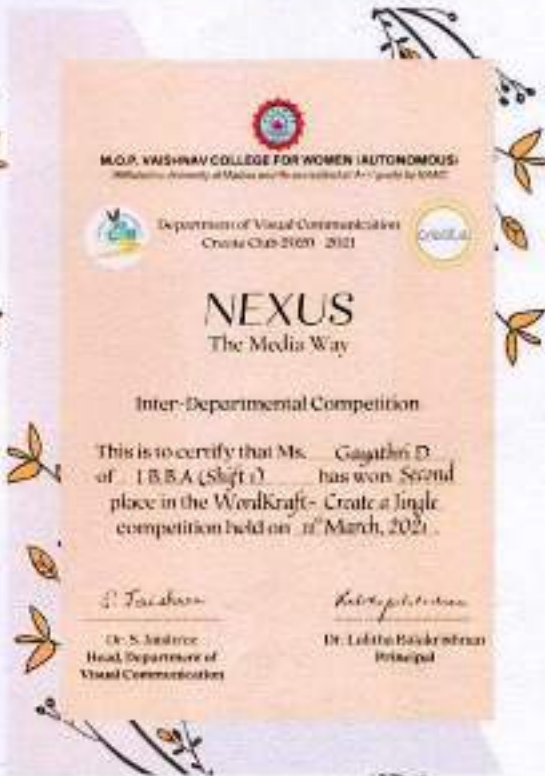 M.O.P. VAISHNAV COLLEGE FOR WOMEN (AUTONOMOUS)
Department of Visual Communication
Create Club 2020 - 2021
Create
NEXUS
The Media Way
Inter-Departmental Competition
This is to certify that Ms. Gayathri D
of I B.B.A (Shift 1) has won Second
place in the WordKraft- Create a Jingle
competition held on 11th March, 2021.
Dr. S.
Dr. Lalitha Balakrishnan
Head, Department of
Principal
Visual Communication